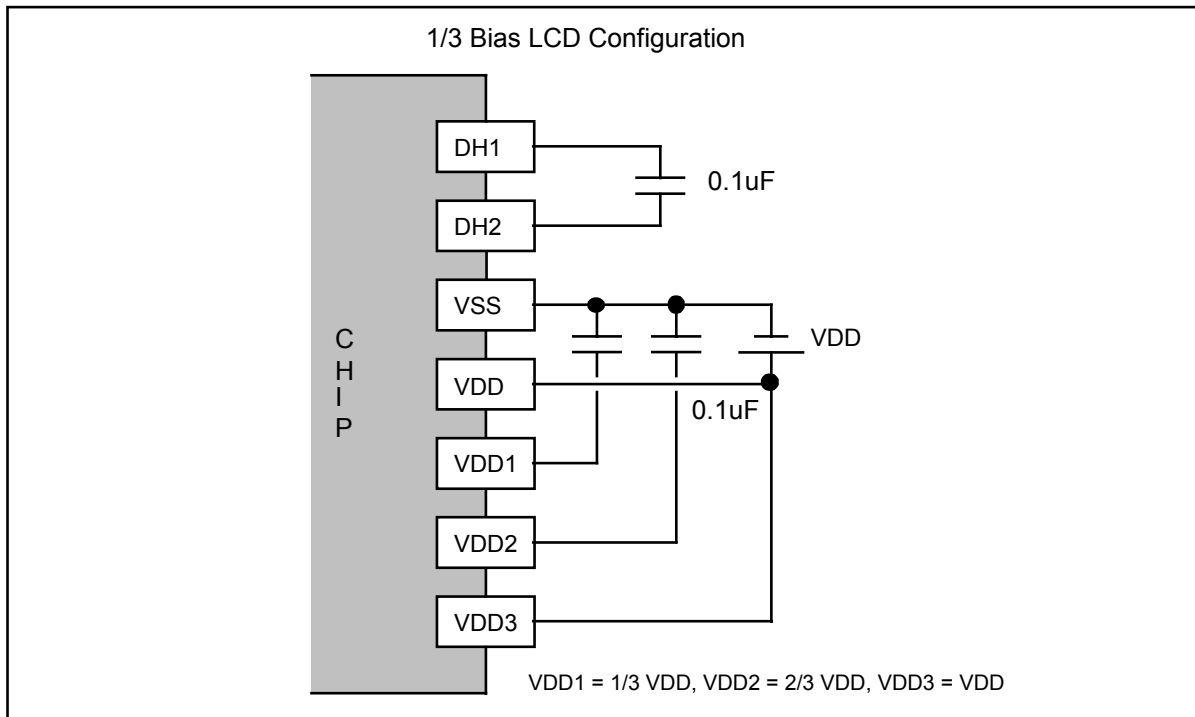 1/3 Bias LCD Configuration
DH1
0.1uF
DH2
VSS
CHIP
VDD
VDD
0.1uF
VDD1
VDD2
VDD3
VDD1 = 1/3 VDD, VDD2 = 2/3 VDD, VDD3 = VDD